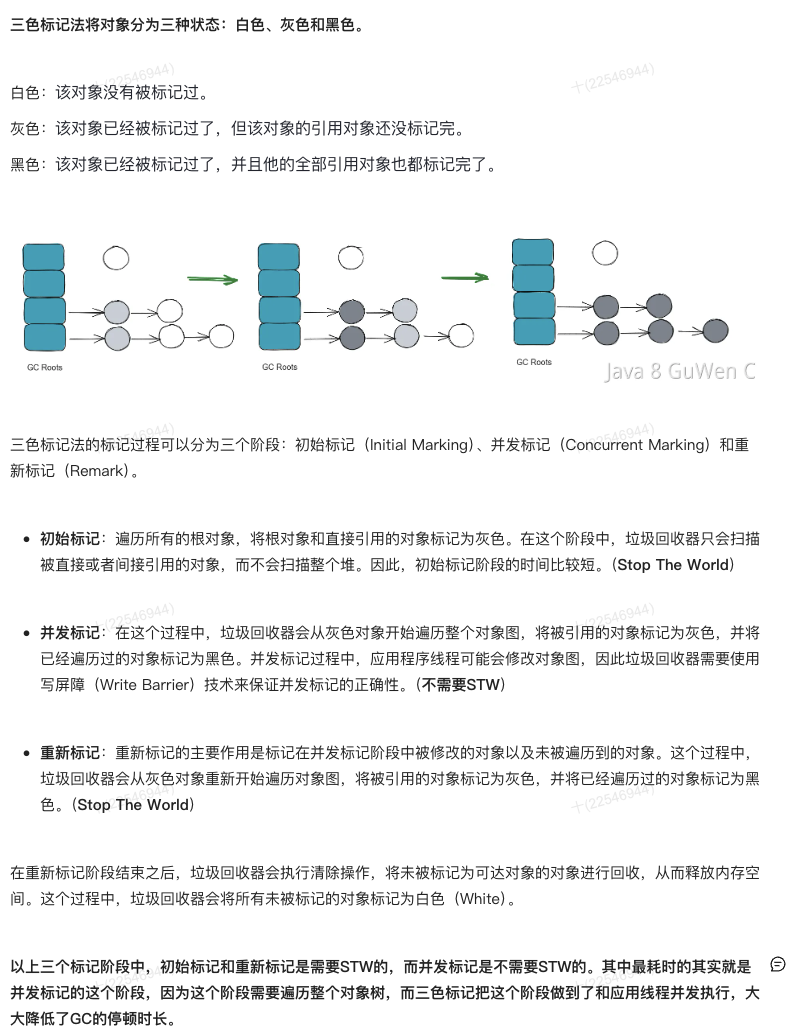 三色标记法将对象分为三种状态：白色、灰色和黑色。
十(22546944)
十(22546944)
白色：该对象没有被标记过。
灰色：该对象已经被标记过了，但该对象的引用对象还没标记完。
黑色：该对象已经被标记过了，并且他的全部引用对象也都标记完了。
GC Roots
GC Roots
GC Roots
Java 8 GuWen C
十(22546944)
十(22546944)
三色标记法的标记过程可以分为三个阶段：初始标记（Initial Marking）、并发标记（Concurrent Marking）和重
新标记（Remark）。
初始标记：遍历所有的根对象，将根对象和直接引用的对象标记为灰色。在这个阶段中，垃圾回收器只会扫描
被直接或者间接引用的对象，而不会扫描整个堆。因此，初始标记阶段的时间比较短。（Stop The World）
十(22546944)
十(22546944)
并发标记：在这个过程中，垃圾回收器会从灰色对象开始遍历整个对象图，将被引用的对象标记为灰色，并将
已经遍历过的对象标记为黑色。并发标记过程中，应用程序线程可能会修改对象图，因此垃圾回收器需要使用
写屏障（Write Barrier）技术来保证并发标记的正确性。（不需要STW）
重新标记：重新标记的主要作用是标记在并发标记阶段中被修改的对象以及未被遍历到的对象。这个过程中，
垃圾回收器会从灰色对象重新开始遍历对象图，将被引用的对象标记为灰色，并将已经遍历过的对象标记为黑
色。（Stop The World）
十(22546944)
十(22546944)
在重新标记阶段结束之后，垃圾回收器会执行清除操作，将未被标记为可达对象的对象进行回收，从而释放内存空
间。这个过程中，垃圾回收器会将所有未被标记的对象标记为白色（White）。
以上三个标记阶段中，初始标记和重新标记是需要STW的，而并发标记是不需要STW的。其中最耗时的其实就是
并发标记的这个阶段，因为这个阶段需要遍历整个对象树，而三色标记把这个阶段做到了和应用线程并发执行，大
大降低了GC的停顿时长。